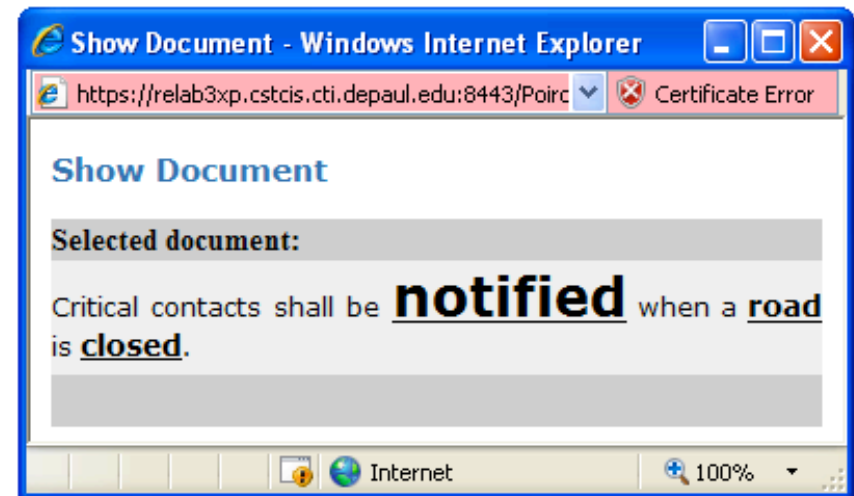 Show Document - Windows Internet Explorer
https://relab3xp.cstcis.cti.depaul.edu:8443/Poirc Certificate Error
Show Document
Selected document:
Critical contacts shall be notified when a road
is closed.
Internet 100%